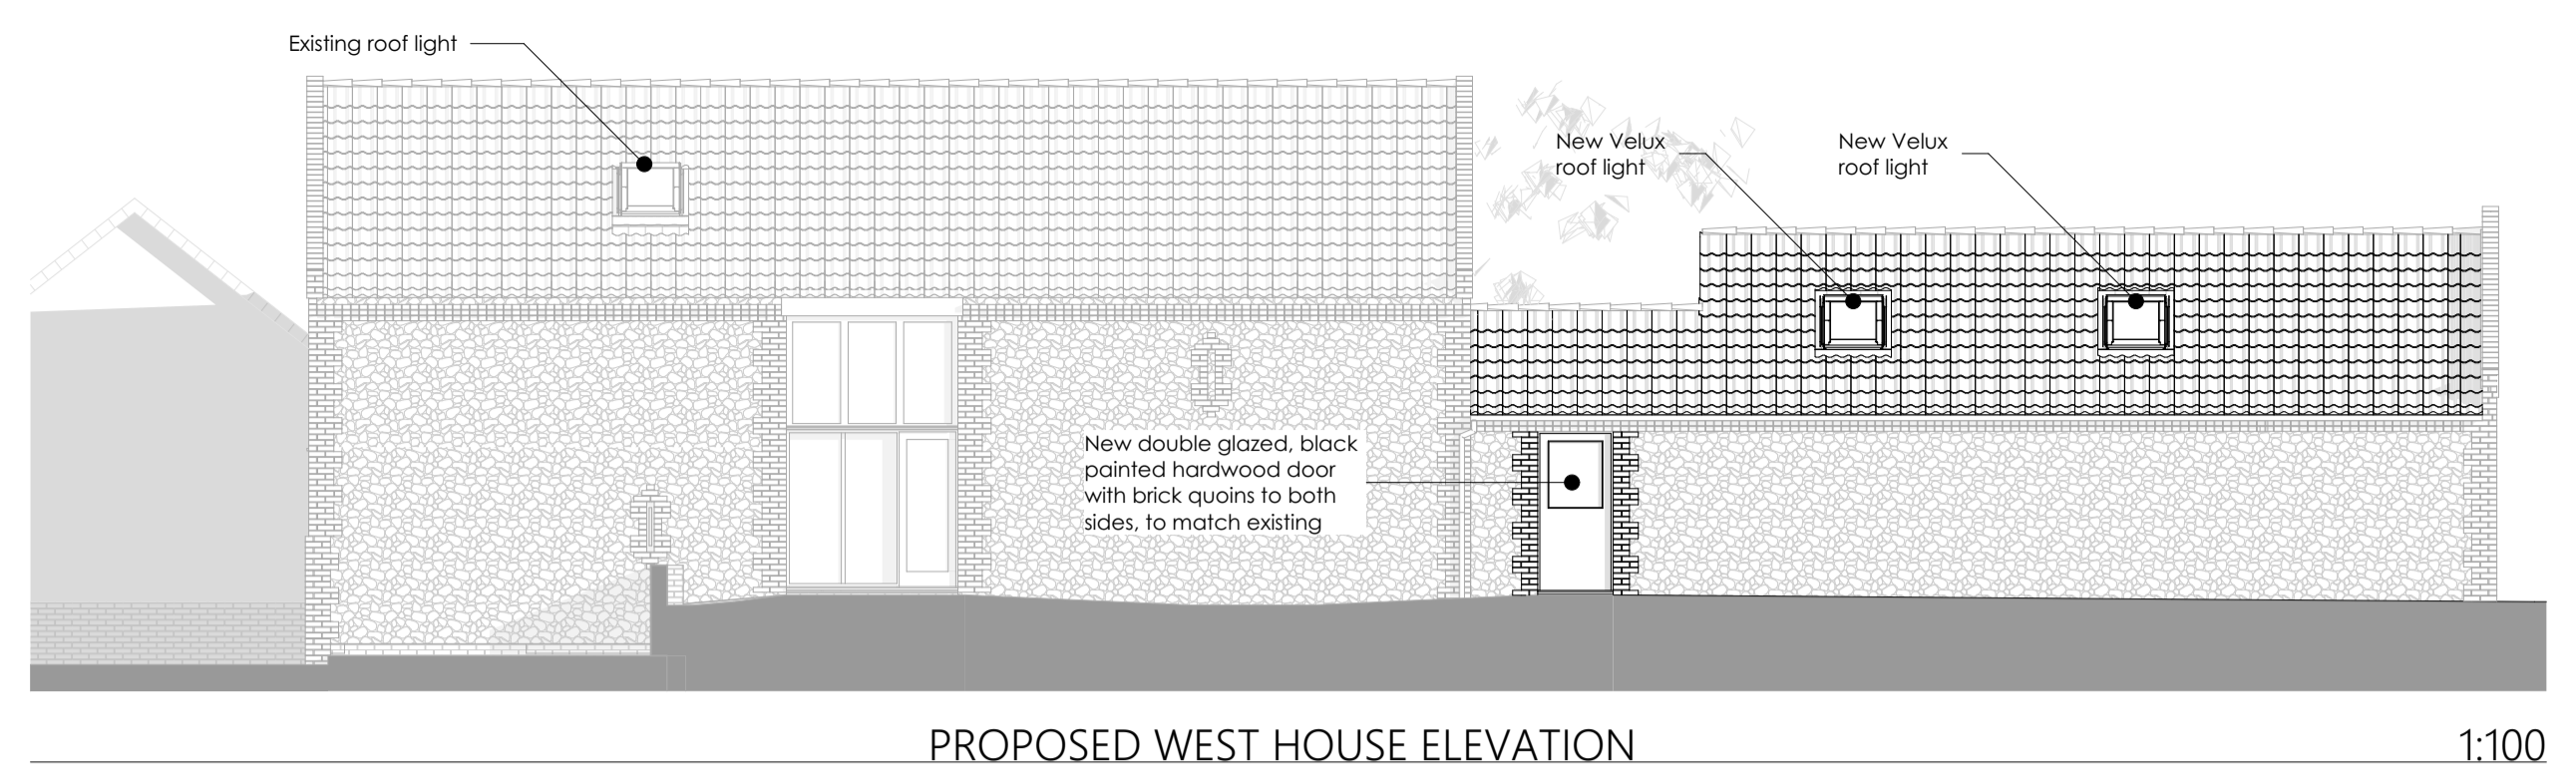 Existing roof light
New Velux
roof light
New Velux
roof light
New double glazed, black
painted hardwood door
with brick quoins to both
sides, to match existing
PROPOSED WEST HOUSE ELEVATION
1:100